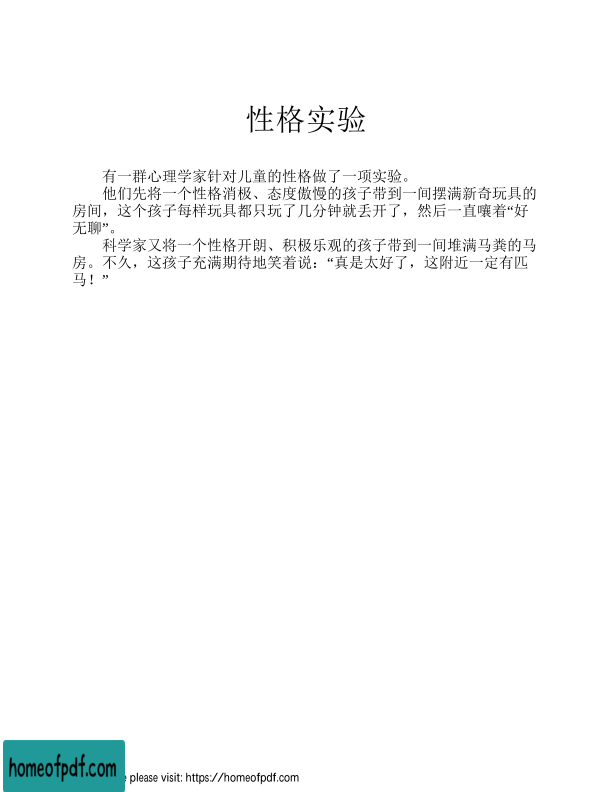 性格实验
有一群心理学家针对儿童的性格做了一项实验。
他们先将一个性格消极、态度傲慢的孩子带到一间摆满新奇玩具的
房间，这个孩子每样玩具都只玩了几分钟就丢开了，然后一直嚷着“好
无聊”。
科学家又将一个性格开朗、积极乐观的孩子带到一间堆满马粪的马
房。不久，这孩子充满期待地笑着说：“真是太好了，这附近一定有匹
马！”
homeofpdf.com
e please visit: https://homeofpdf.com